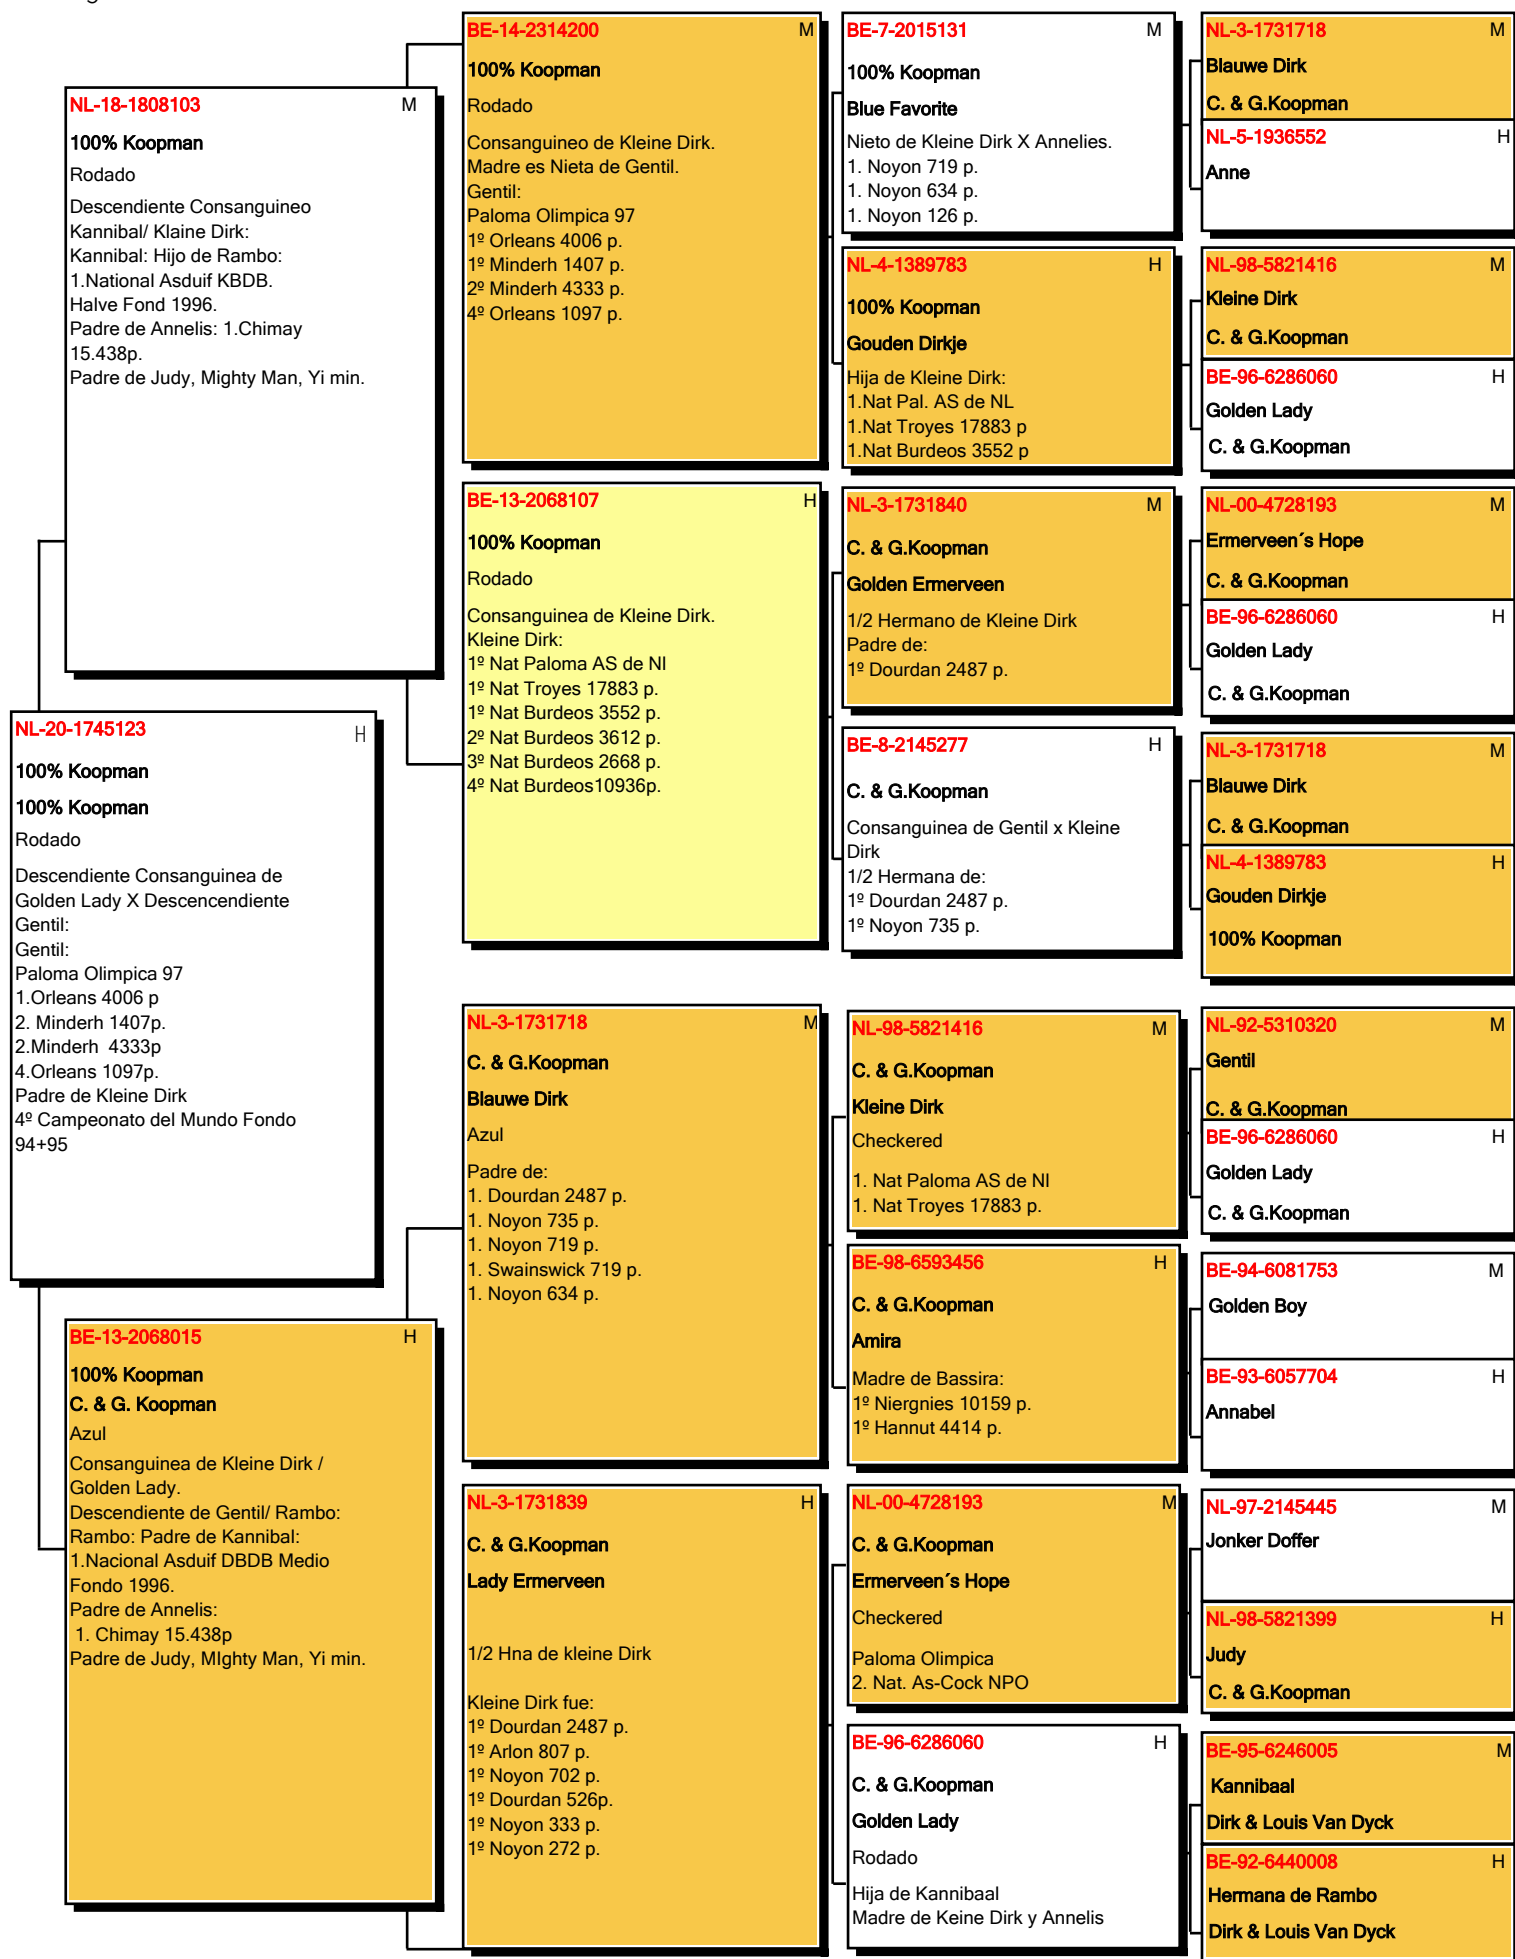 NL-20-1745123 H
100% Koopman
100% Koopman
Rodado
Descendiente Consanguinea de
Golden Lady X Descencendiente
Gentil:
Gentil:
Paloma Olimpica 97
1.Orleans 4006 p
2. Minderh 1407p.
2.Minderh 4333p
4.Orleans 1097p.
Padre de Kleine Dirk
4º Campeonato del Mundo Fondo
94+95
NL-18-1808103 M
100% Koopman
Rodado
Descendiente Consanguineo
Kannibal/ Klaine Dirk:
Kannibal: Hijo de Rambo:
1.National Asduif KBDB.
Halve Fond 1996.
Padre de Annelis: 1.Chimay
15.438p.
Padre de Judy, Mighty Man, Yi min.
BE-13-2068015 H
100% Koopman
C. & G. Koopman
Azul
Consanguinea de Kleine Dirk /
Golden Lady.
Descendiente de Gentil/ Rambo:
Rambo: Padre de Kannibal:
1.Nacional Asduif DBDB Medio
Fondo 1996.
Padre de Annelis:
1. Chimay 15.438p
Padre de Judy, MIghty Man, Yi min.
BE-14-2314200 M
100% Koopman
Rodado
Consanguineo de Kleine Dirk.
Madre es Nieta de Gentil.
Gentil:
Paloma Olimpica 97
1º Orleans 4006 p.
1º Minderh 1407 p.
2º Minderh 4333 p.
4º Orleans 1097 p.
BE-13-2068107 H
100% Koopman
Rodado
Consanguinea de Kleine Dirk.
Kleine Dirk:
1º Nat Paloma AS de NI
1º Nat Troyes 17883 p.
1º Nat Burdeos 3552 p.
2º Nat Burdeos 3612 p.
3º Nat Burdeos 2668 p.
4º Nat Burdeos10936p.
NL-3-1731718 M
C. & G.Koopman
Blauwe Dirk
Azul
Padre de:
1. Dourdan 2487 p.
1. Noyon 735 p.
1. Noyon 719 p.
1. Swainswick 719 p.
1. Noyon 634 p.
NL-3-1731839 H
C. & G.Koopman
Lady Ermerveen
1/2 Hna de kleine Dirk
Kleine Dirk fue:
1º Dourdan 2487 p.
1º Arlon 807 p.
1º Noyon 702 p.
1º Dourdan 526p.
1º Noyon 333 p.
1º Noyon 272 p.
BE-7-2015131 M
100% Koopman
Blue Favorite
Nieto de Kleine Dirk X Annelies.
1. Noyon 719 p.
1. Noyon 634 p.
1. Noyon 126 p.
NL-4-1389783 H
100% Koopman
Gouden Dirkje
Hija de Kleine Dirk:
1.Nat Pal. AS de NL
1.Nat Troyes 17883 p
1.Nat Burdeos 3552 p
NL-3-1731840 M
C. & G.Koopman
Golden Ermerveen
1/2 Hermano de Kleine Dirk
Padre de:
1º Dourdan 2487 p.
BE-8-2145277 H
C. & G.Koopman
Consanguinea de Gentil x Kleine
Dirk
1/2 Hermana de:
1º Dourdan 2487 p.
1º Noyon 735 p.
NL-98-5821416 M
C. & G.Koopman
Kleine Dirk
Checkered
1. Nat Paloma AS de NI
1. Nat Troyes 17883 p.
BE-98-6593456 H
C. & G.Koopman
Amira
Madre de Bassira:
1º Niergnies 10159 p.
1º Hannut 4414 p.
NL-00-4728193 M
C. & G.Koopman
Ermerveen´s Hope
Checkered
Paloma Olimpica
2. Nat. As-Cock NPO
BE-96-6286060 H
C. & G.Koopman
Golden Lady
Rodado
Hija de Kannibaal
Madre de Keine Dirk y Annelis
NL-3-1731718 M
Blauwe Dirk
C. & G.Koopman
NL-5-1936552 H
Anne
NL-98-5821416 M
Kleine Dirk
C. & G.Koopman
BE-96-6286060 H
Golden Lady
C. & G.Koopman
NL-00-4728193 M
Ermerveen´s Hope
C. & G.Koopman
BE-96-6286060 H
Golden Lady
C. & G.Koopman
NL-3-1731718 M
Blauwe Dirk
C. & G.Koopman
NL-4-1389783 H
Gouden Dirkje
100% Koopman
NL-92-5310320 M
Gentil
C. & G.Koopman
BE-96-6286060 H
Golden Lady
C. & G.Koopman
BE-94-6081753 M
Golden Boy
BE-93-6057704 H
Annabel
NL-97-2145445 M
Jonker Doffer
NL-98-5821399 H
Judy
C. & G.Koopman
BE-95-6246005 M
Kannibaal
Dirk & Louis Van Dyck
BE-92-6440008 H
Hermana de Rambo
Dirk & Louis Van Dyck